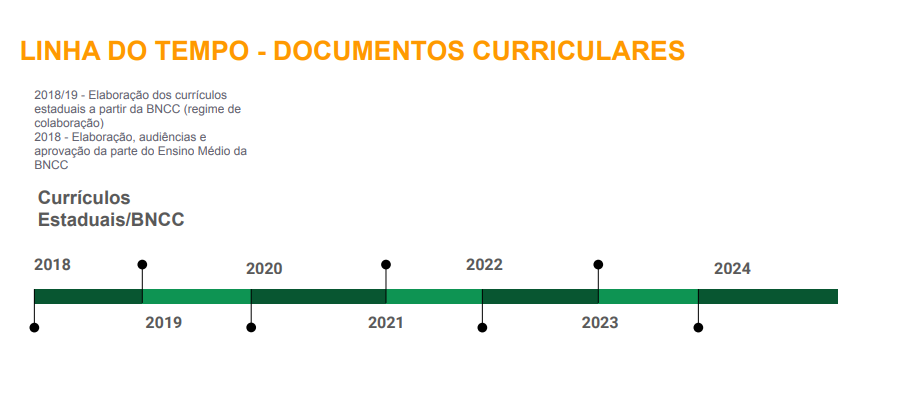 LINHA DO TEMPO - DOCUMENTOS CURRICULARES
2018/19 - Elaboração dos currículos
estaduais a partir da BNCC (regime de
colaboração)
2018 - Elaboração, audiências e
aprovação da parte do Ensino Médio da
BNCC
Currículos
Estaduais/BNCC
2018
2020
2022
2024
2019
2021
2023